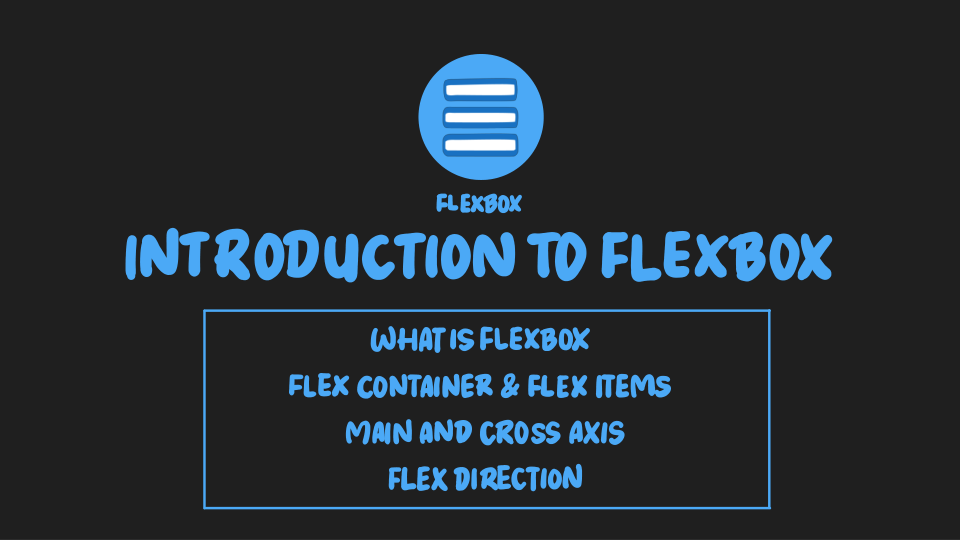 FLEXBOX
INTRODUCTION TO FLEXBOX
WHAT IS FLEXBOX
FLEX CONTAINER & FLEX ITEMS
MAIN AND CROSS AXIS
FLEX DIRECTION